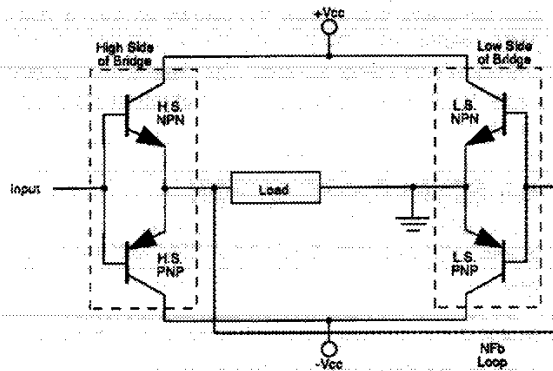 +Vcc
High Side
of Bridge
Low Side
of Bridge
H.S.
NPN
L.S.
NPN
Input
Load
H.S.
PNP
L.S.
PNP
-Vcc
NFb
Loop